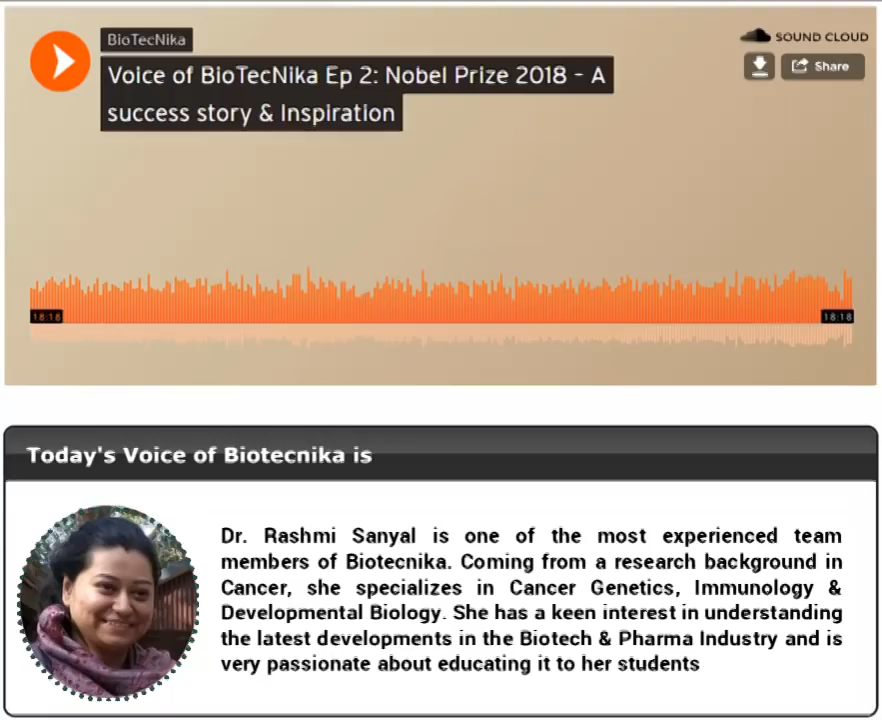 BioTecNika
Voice of BioTecNika Ep 2: Nobel Prize 2018 - A
success story & Inspiration
SOUND CLOUD
Share
18:18
18:18
Today's Voice of Biotecnika is
Dr. Rashmi Sanyal is one of the most experienced team
members of Biotecnika. Coming from a research background in
Cancer, she specializes in Cancer Genetics, Immunology &
Developmental Biology. She has a keen interest in understanding
the latest developments in the Biotech & Pharma Industry and is
very passionate about educating it to her students